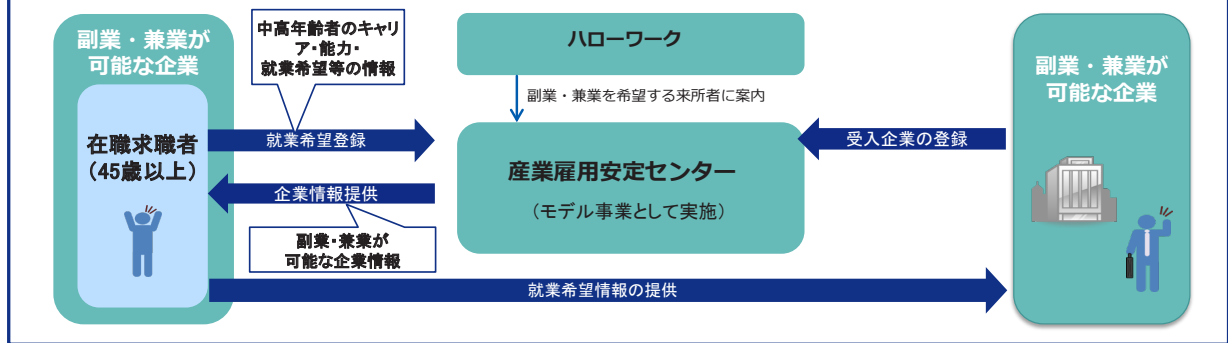 副業・兼業が
可能な企業
在職求職者
（45歳以上）
中高年齢者のキャリ
ア・能力・
就業希望等の情報
就業希望登録
企業情報提供
副業・兼業が
可能な企業情報
ハローワーク
副業・兼業を希望する来所者に案内
産業雇用安定センター
（モデル事業として実施）
受入企業の登録
副業・兼業が
可能な企業
就業希望情報の提供